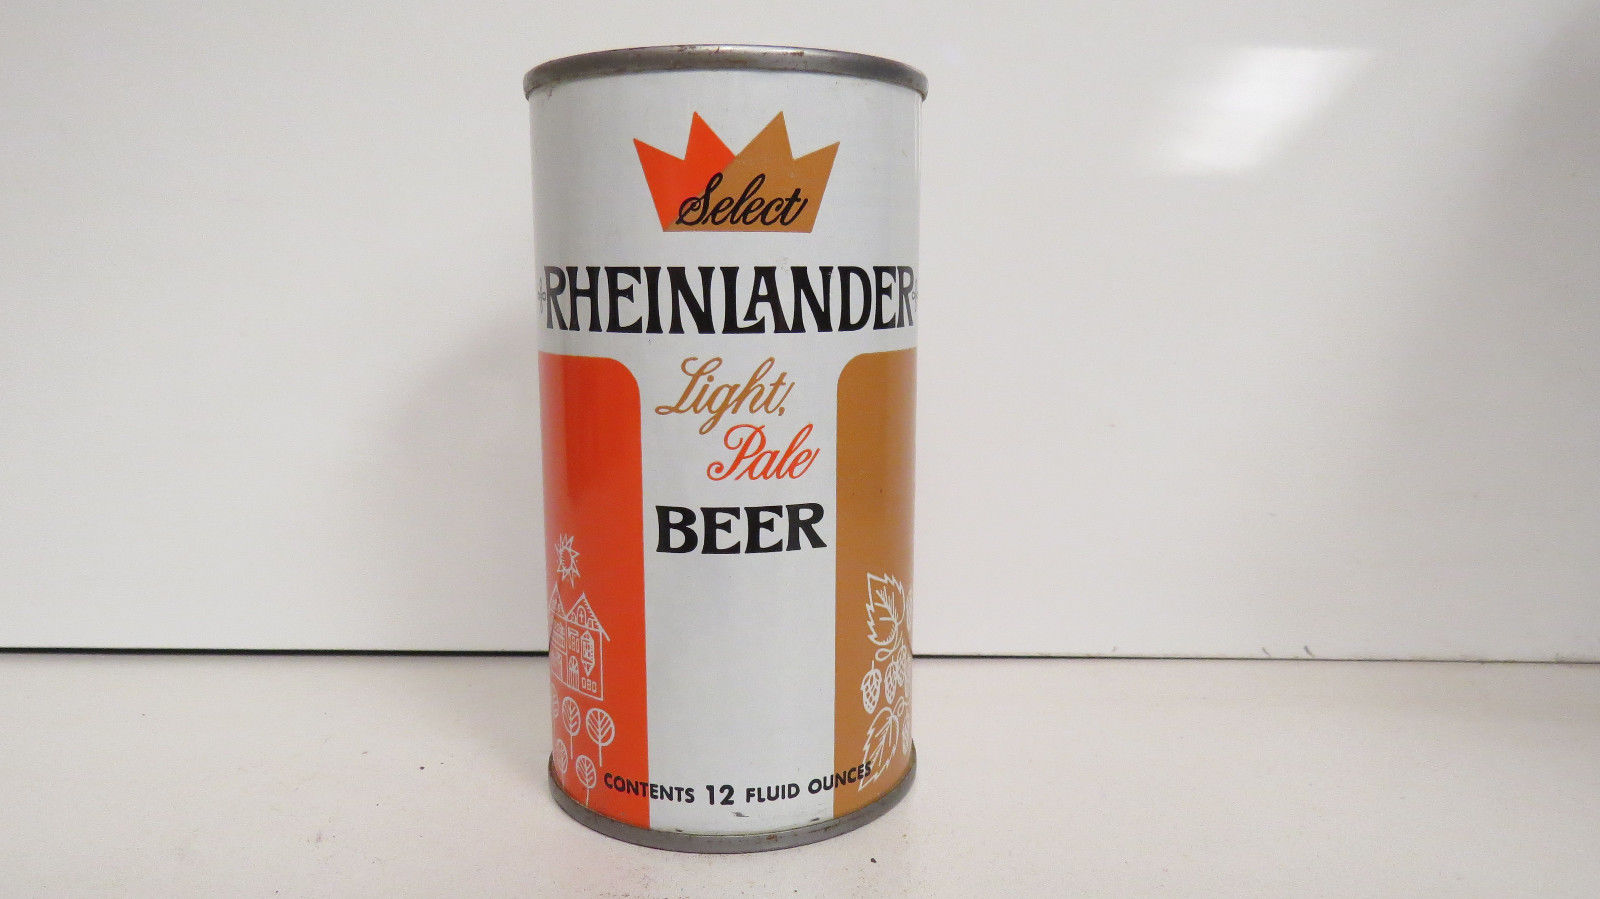 Select
RHEINLANDER
Light,
Pale
BEER
CONTENTS 12 FLUID OUNCES